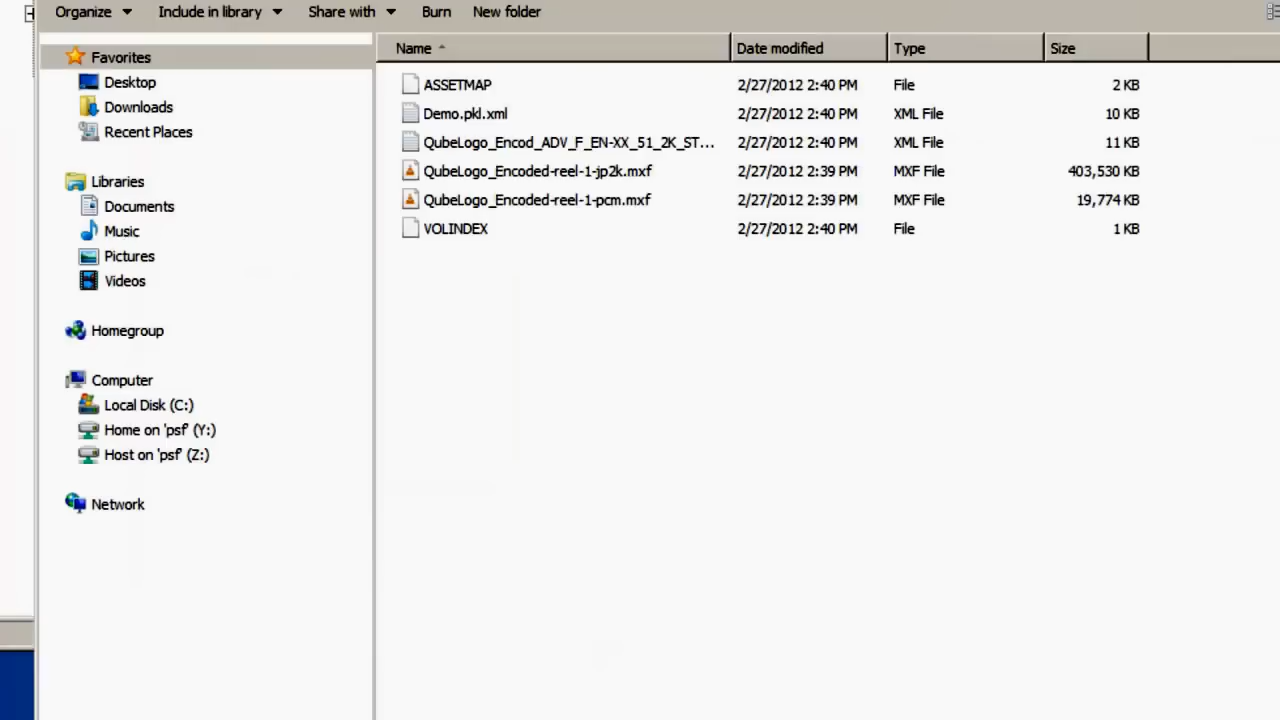 Organize Include in library Share with Burn New folder
Favorites
Desktop
Downloads
Recent Places
Libraries
Documents
Music
Pictures
Videos
Homegroup
Computer
Local Disk (C:)
Home on 'psf' (Y:)
Host on 'psf' (Z:)
Network
Name Date modified Type Size
ASSETMAP 2/27/2012 2:40 PM File 2 KB
Demo.pkl.xml 2/27/2012 2:40 PM XML File 10 KB
QubeLogo_Encod_ADV_F_EN-XX_51_2K_ST... 2/27/2012 2:40 PM XML File 11 KB
QubeLogo_Encoded-reel-1-jp2k.mxf 2/27/2012 2:39 PM MXF File 403,530 KB
QubeLogo_Encoded-reel-1-pcm.mxf 2/27/2012 2:39 PM MXF File 19,774 KB
VOLINDEX 2/27/2012 2:40 PM File 1 KB